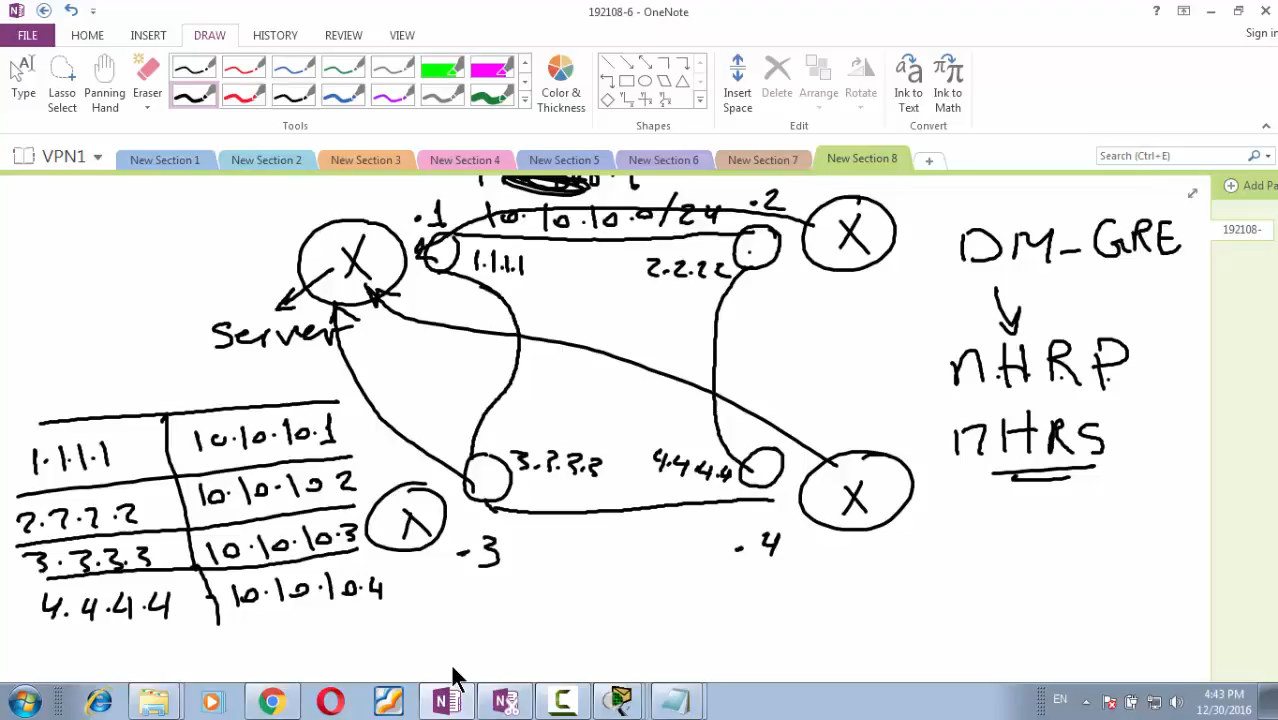 192108-6 - OneNote
?
Sign in
FILE
HOME
INSERT
DRAW
HISTORY
REVIEW
VIEW
Type
Lasso Select
Panning Hand
Eraser
Color & Thickness
Insert Space
Delete
Arrange
Rotate
Ink to Text
Ink to Math
Tools
Shapes
Edit
Convert
VPN1
New Section 1
New Section 2
New Section 3
New Section 4
New Section 5
New Section 6
New Section 7
New Section 8
Search (Ctrl+E)
Add Pa
192108-
.1
10.10.10.0/24
.2
X
X
1.1.1.1
2.2.2.2
Server
DM-GRE
nHRP
nHRS
1.1.1.1 10.10.10.1
2.2.2.2 10.10.10.2
3.3.3.3 10.10.10.3
4.4.4.4 10.10.10.4
3.3.3.3
4.4.4.4
X
.3
.4
EN
4:43 PM
12/30/2016